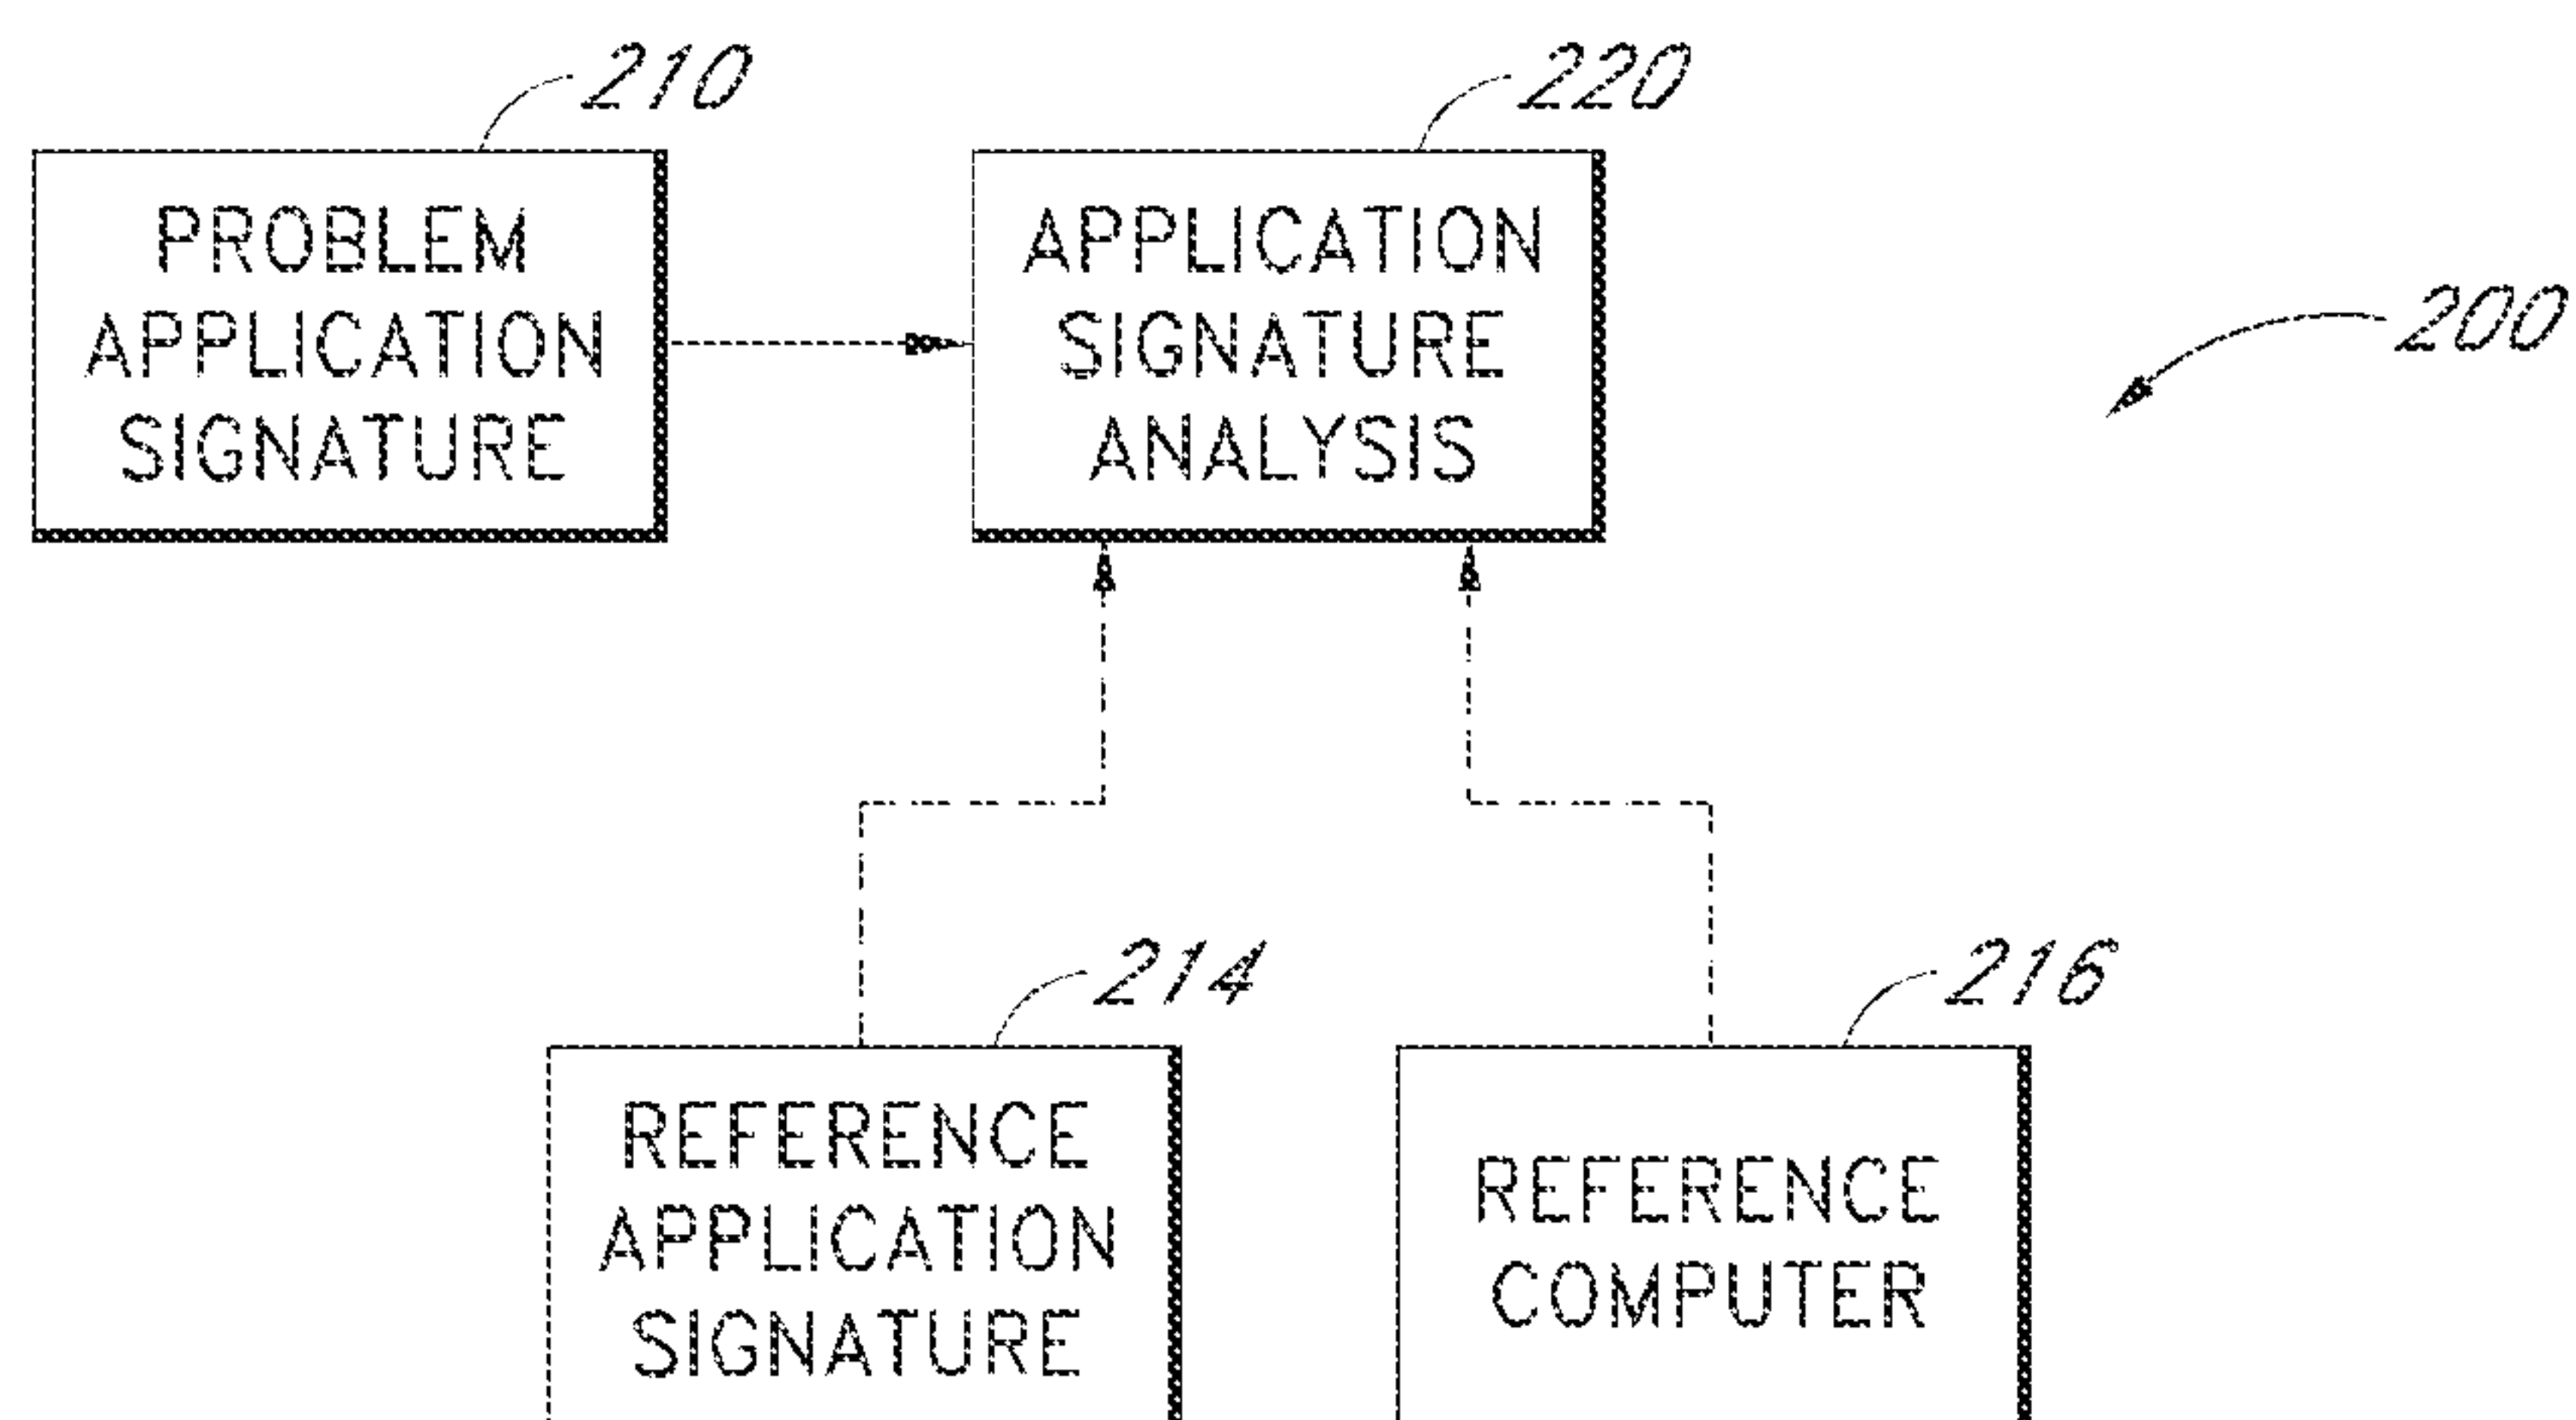 210
220
PROBLEM
APPLICATION
SIGNATURE
APPLICATION
SIGNATURE
ANALYSIS
200
214
216
REFERENCE
APPLICATION
SIGNATURE
REFERENCE
COMPUTER